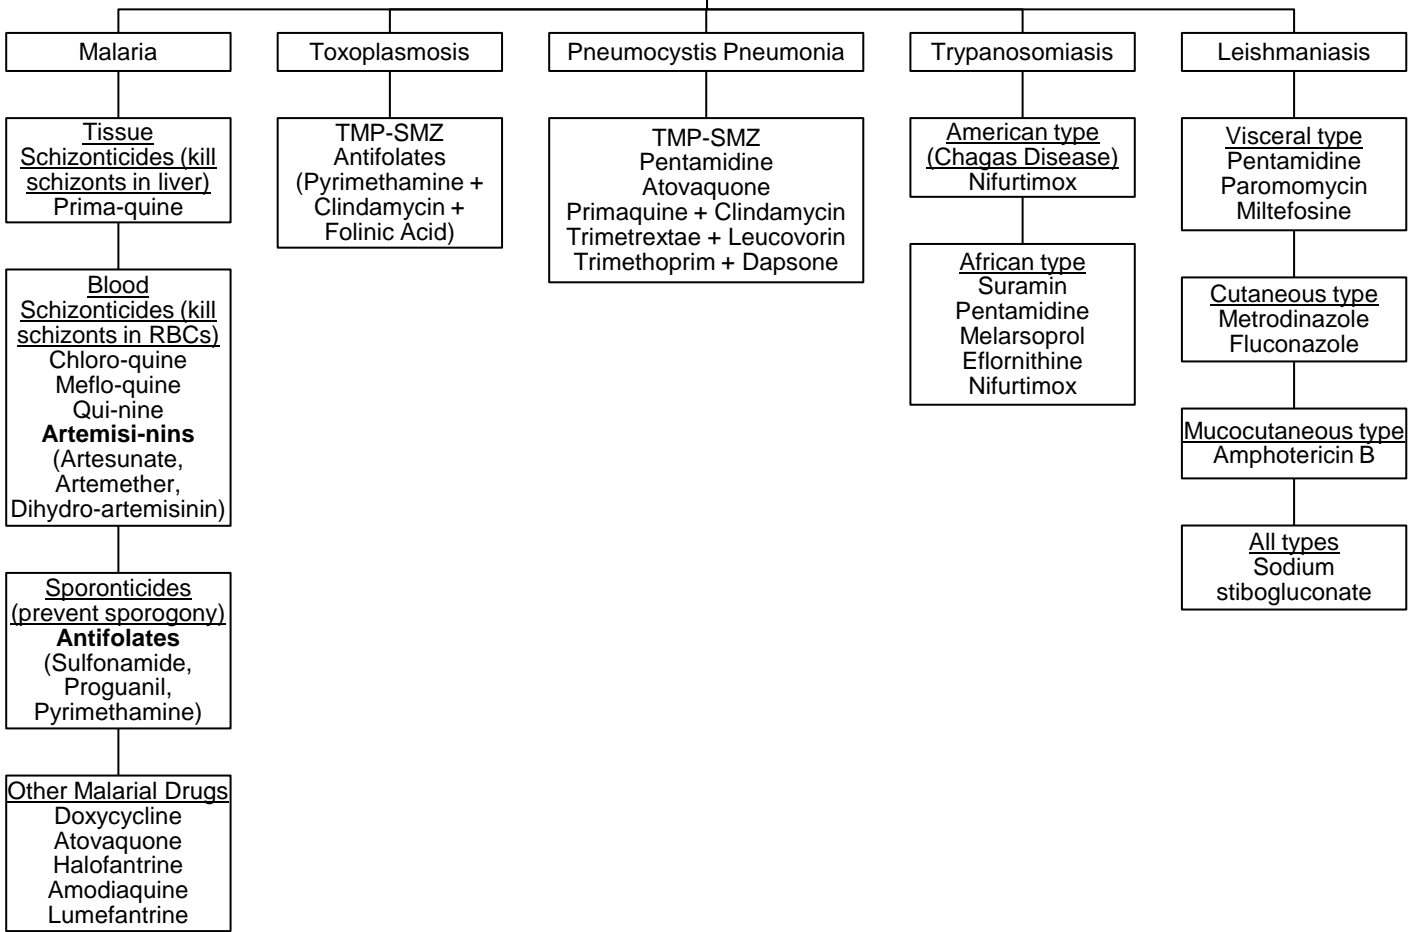 Malaria
Tissue
Schizonticides (kill
schizonts in liver)
Prima-quine
Blood
Schizonticides (kill
schizonts in RBCs)
Chloro-quine
Meflo-quine
Qui-nine
Artemisi-nins
(Artesunate,
Artemether,
Dihydro-artemisinin)
Sporonticides
(prevent sporogony)
Antifolates
(Sulfonamide,
Proguanil,
Pyrimethamine)
Other Malarial Drugs
Doxycycline
Atovaquone
Halofantrine
Amodiaquine
Lumefantrine
Toxoplasmosis
TMP-SMZ
Antifolates
(Pyrimethamine +
Clindamycin +
Folinic Acid)
Pneumocystis Pneumonia
TMP-SMZ
Pentamidine
Atovaquone
Primaquine + Clindamycin
Trimetrextae + Leucovorin
Trimethoprim + Dapsone
Trypanosomiasis
American type
(Chagas Disease)
Nifurtimox
African type
Suramin
Pentamidine
Melarsoprol
Eflornithine
Nifurtimox
Leishmaniasis
Visceral type
Pentamidine
Paromomycin
Miltefosine
Cutaneous type
Metrodinazole
Fluconazole
Mucocutaneous type
Amphotericin B
All types
Sodium
stibogluconate